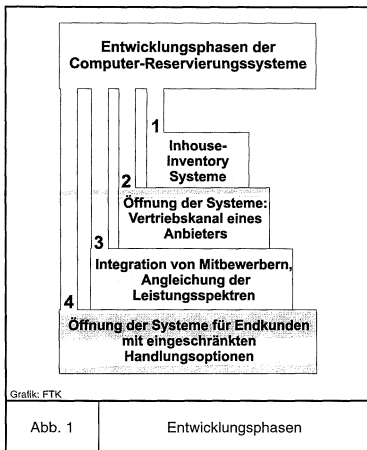 Entwicklungsphasen der
Computer-Reservierungssysteme
1
Inhouse-
Inventory
Systeme
2
Öffnung der Systeme:
Vertriebskanal eines
Anbieters
3
Integration von Mitbewerbern,
Angleichung der
Leistungsspektren
4
Öffnung der Systeme für Endkunden
mit eingeschränkten
Handlungsoptionen
Grafik: FTK
Abb. 1
Entwicklungsphasen